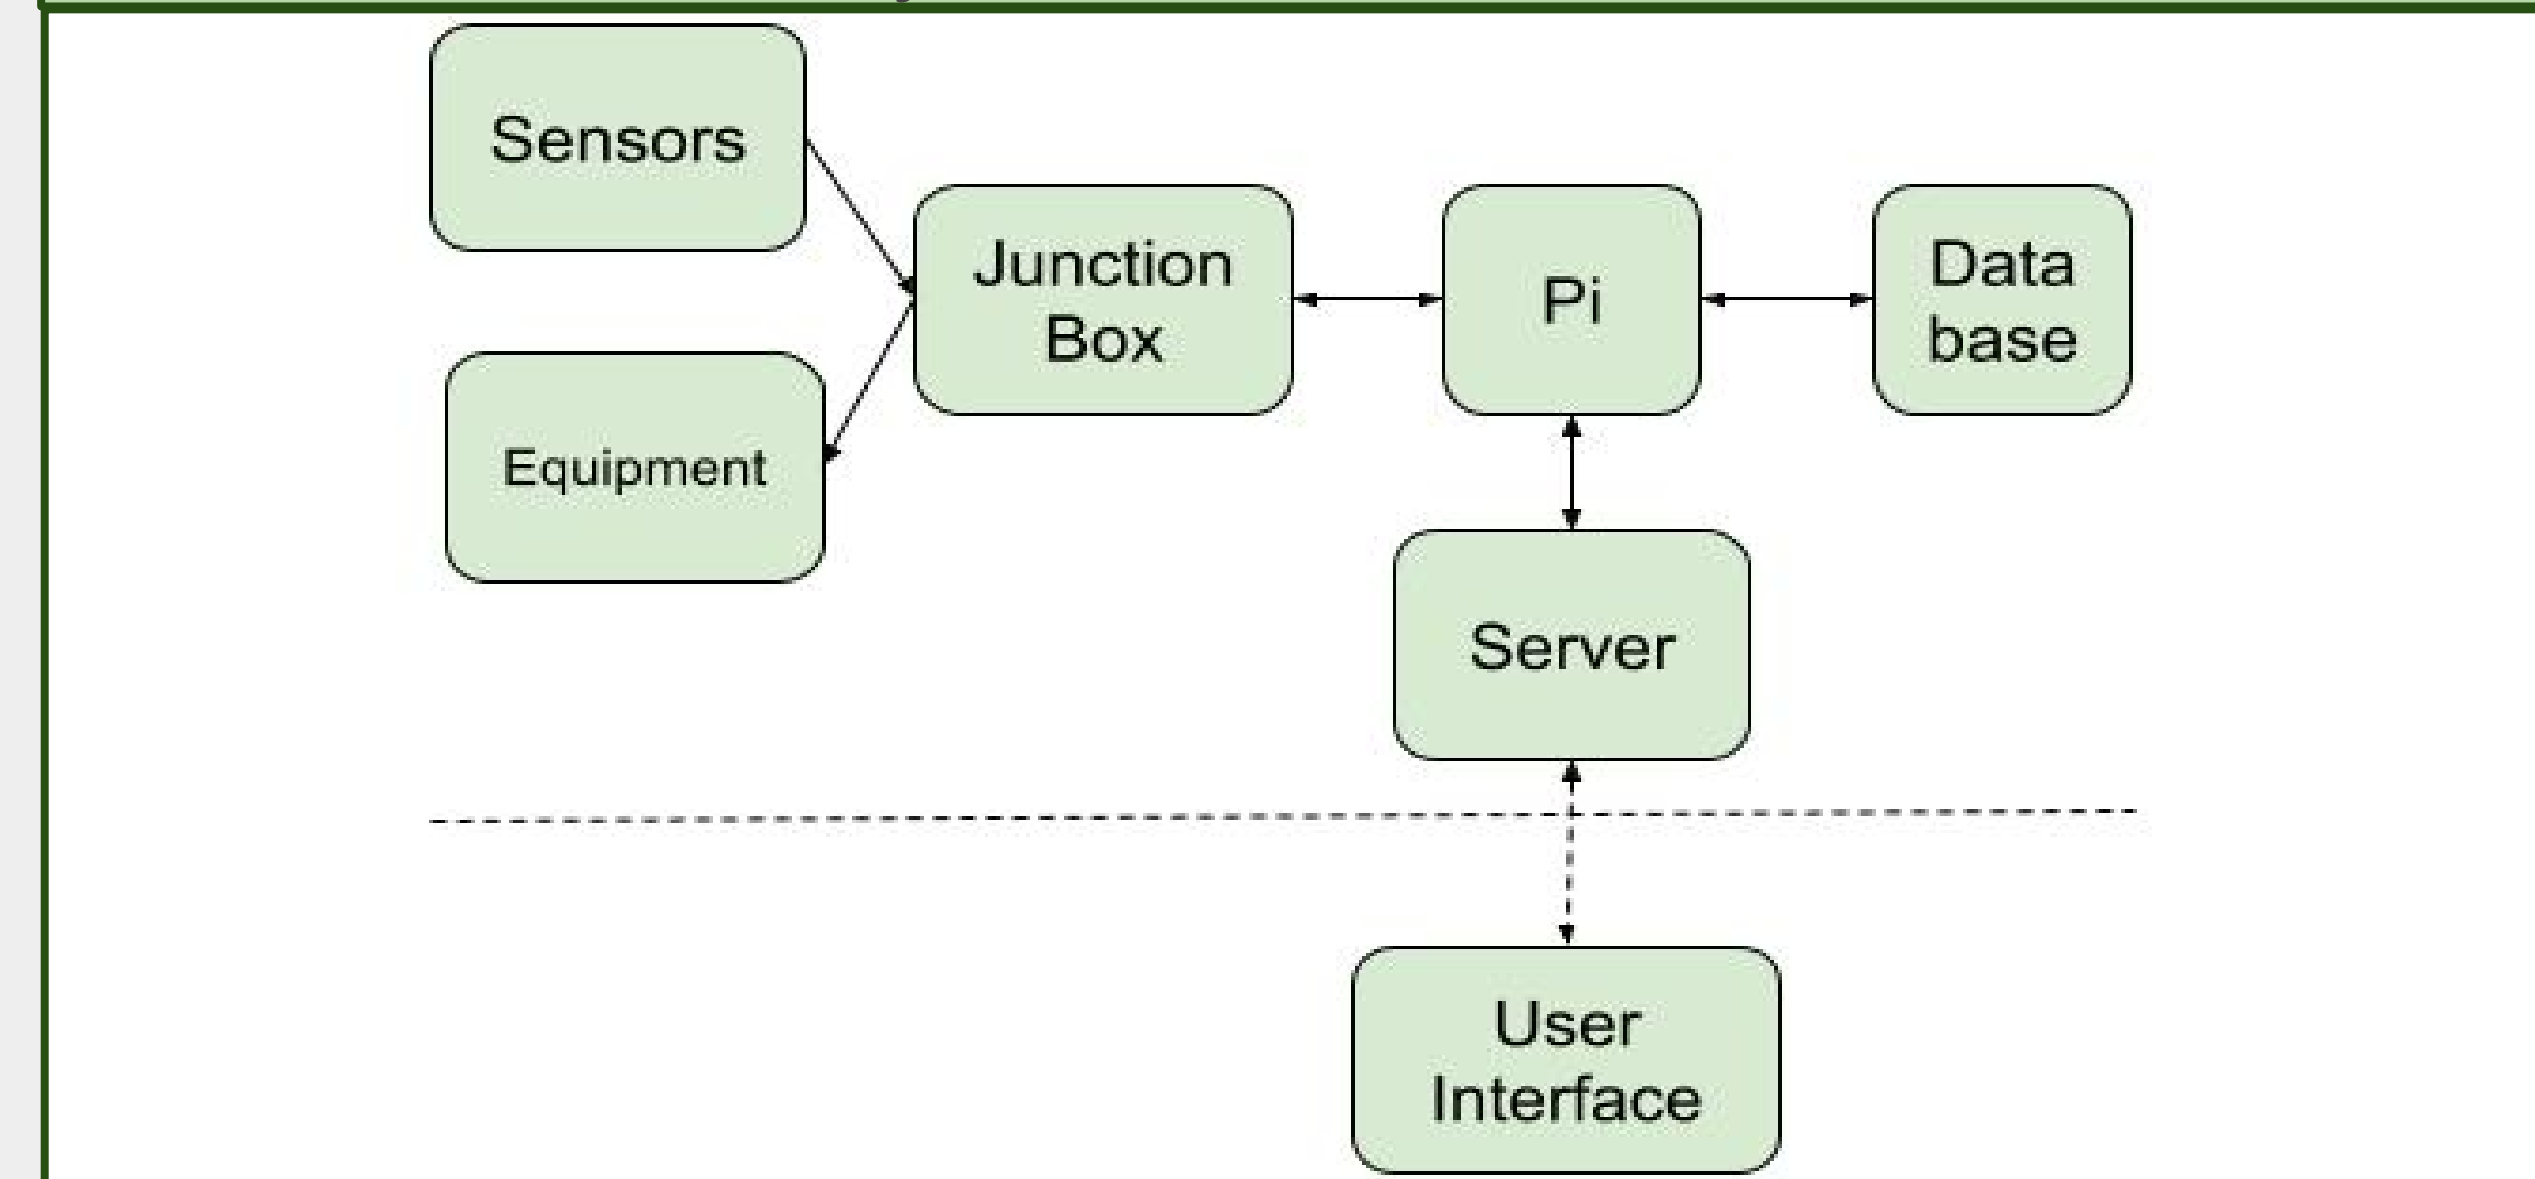 Sensors
Junction
Box
Pi
Data
base
Equipment
Server
User
Interface